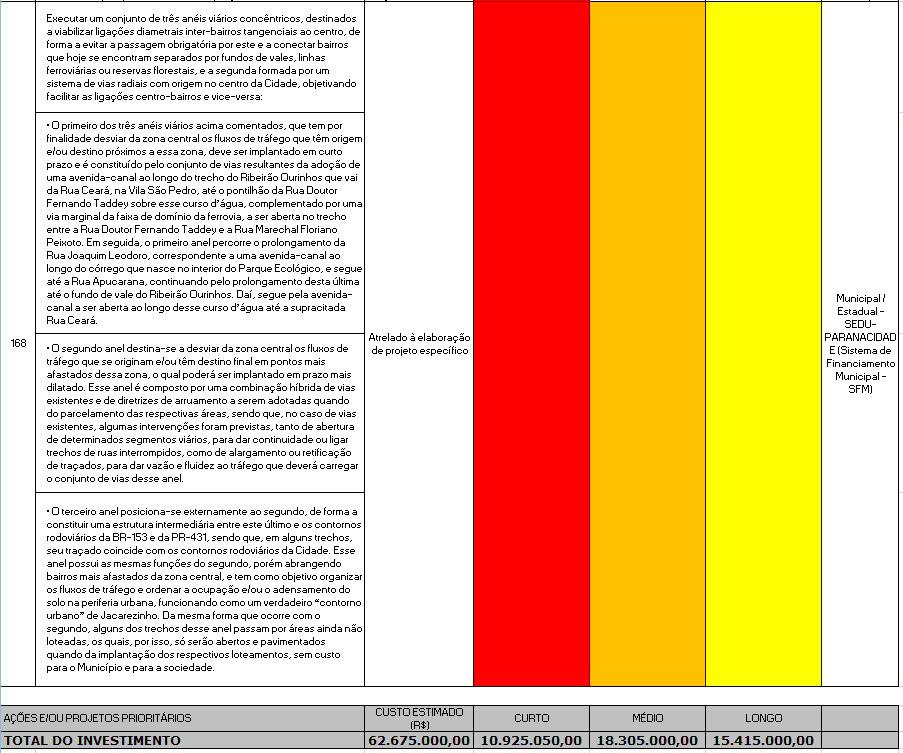 Executar um conjunto de três anéis viários concêntricos, destinados
a viabilizar ligações diametrais inter-bairros tangenciais ao centro, de
forma a evitar a passagem obrigatória por este e a conectar bairros
que hoje se encontram separados por fundos de vales, linhas
ferroviárias ou reservas florestais, e a segunda formada por um
sistema de vias radiais com origem no centro da Cidade, objetivando
facilitar as ligações centro-bairros e vice-versa:
• O primeiro dos três anéis viários acima comentados, que tem por
finalidade desviar da zona central os fluxos de tráfego que têm origem
e/ou destino próximos a essa zona, deve ser implantado em curto
prazo e é constituído pelo conjunto de vias resultantes da adoção de
uma avenida-canal ao longo do trecho do Ribeirão Ourinhos que vai
da Rua Ceará, na Vila São Pedro, até o pontilhão da Rua Doutor
Fernando Taddey sobre esse curso d'água, complementado por uma
via marginal da faixa de domínio da ferrovia, a ser aberta no trecho
entre a Rua Doutor Fernando Taddey e a Rua Marechal Floriano
Peixoto. Em seguida, o primeiro anel percorre o prolongamento da
Rua Joaquim Leodoro, correspondente a uma avenida-canal ao
longo do córrego que nasce no interior do Parque Ecológico, e segue
até a Rua Apucarana, continuando pelo prolongamento desta última
até o fundo de vale do Ribeirão Ourinhos. Daí, segue pela avenida-
canal a ser aberta ao longo desse curso d'água até a supracitada
Rua Ceará.
168
• O segundo anel destina-se a desviar da zona central os fluxos de
tráfego que se originam e/ou têm destino final em pontos mais
afastados dessa zona, o qual poderá ser implantado em prazo mais
dilatado. Esse anel é composto por uma combinação híbrida de vias
existentes e de diretrizes de arruamento a serem adotadas quando
do parcelamento das respectivas áreas, sendo que, no caso de vias
existentes, algumas intervenções foram previstas, tanto de abertura
de determinados segmentos viários, para dar continuidade ou ligar
trechos de ruas interrompidos, como de alargamento ou retificação
de traçados, para dar vazão e fluidez ao tráfego que deverá carregar
o conjunto de vias desse anel.
• O terceiro anel posiciona-se externamente ao segundo, de forma a
constituir uma estrutura intermediária entre este último e os contornos
rodoviários da BR-153 e da PR-431, sendo que, em alguns trechos,
seu traçado coincide com os contornos rodoviários da Cidade. Esse
anel possui as mesmas funções do segundo, porém abrangendo
bairros mais afastados da zona central, e tem como objetivo organizar
os fluxos de tráfego e ordenar a ocupação e/ou o adensamento do
solo na periferia urbana, funcionando como um verdadeiro “contorno
urbano” de Jacarezinho. Da mesma forma que ocorre com o
segundo, alguns dos trechos desse anel passam por áreas ainda não
loteadas, os quais, por isso, só serão abertos e pavimentados
quando da implantação dos respectivos loteamentos, sem custo
para o Município e para a sociedade.
Atrelado à elaboração
de projeto específico
Municipal /
Estadual -
SEDU-
PARANACIDAD
E (Sistema de
Financiamento
Municipal -
SFM)
AÇÕES E/OU PROJETOS PRIORITÁRIOS
CUSTO ESTIMADO
(R$)
CURTO
MÉDIO
LONGO
TOTAL DO INVESTIMENTO
62.675.000,00
10.925.050,00
18.305.000,00
15.415.000,00